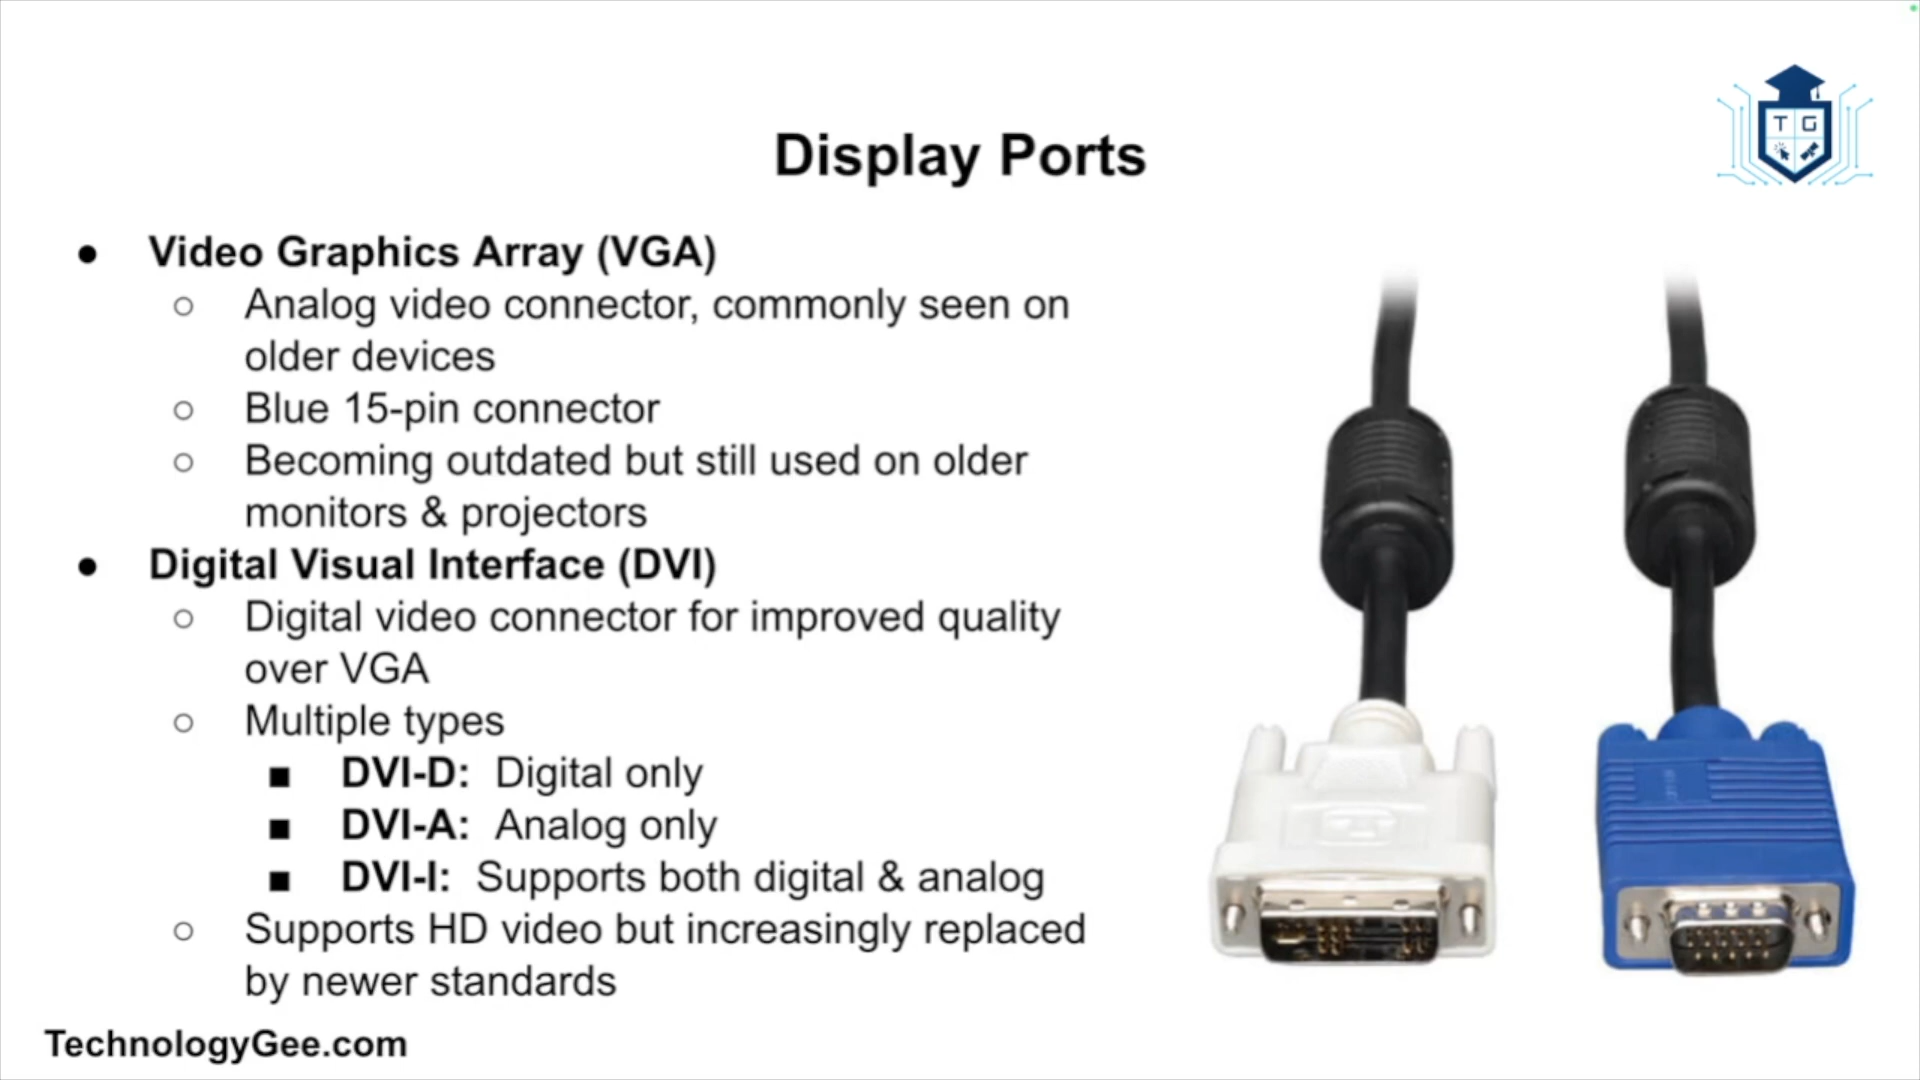 Display Ports
T G
● Video Graphics Array (VGA)
○ Analog video connector, commonly seen on
older devices
○ Blue 15-pin connector
○ Becoming outdated but still used on older
monitors & projectors
● Digital Visual Interface (DVI)
○ Digital video connector for improved quality
over VGA
○ Multiple types
■ DVI-D: Digital only
■ DVI-A: Analog only
■ DVI-I: Supports both digital & analog
○ Supports HD video but increasingly replaced
by newer standards
TechnologyGee.com